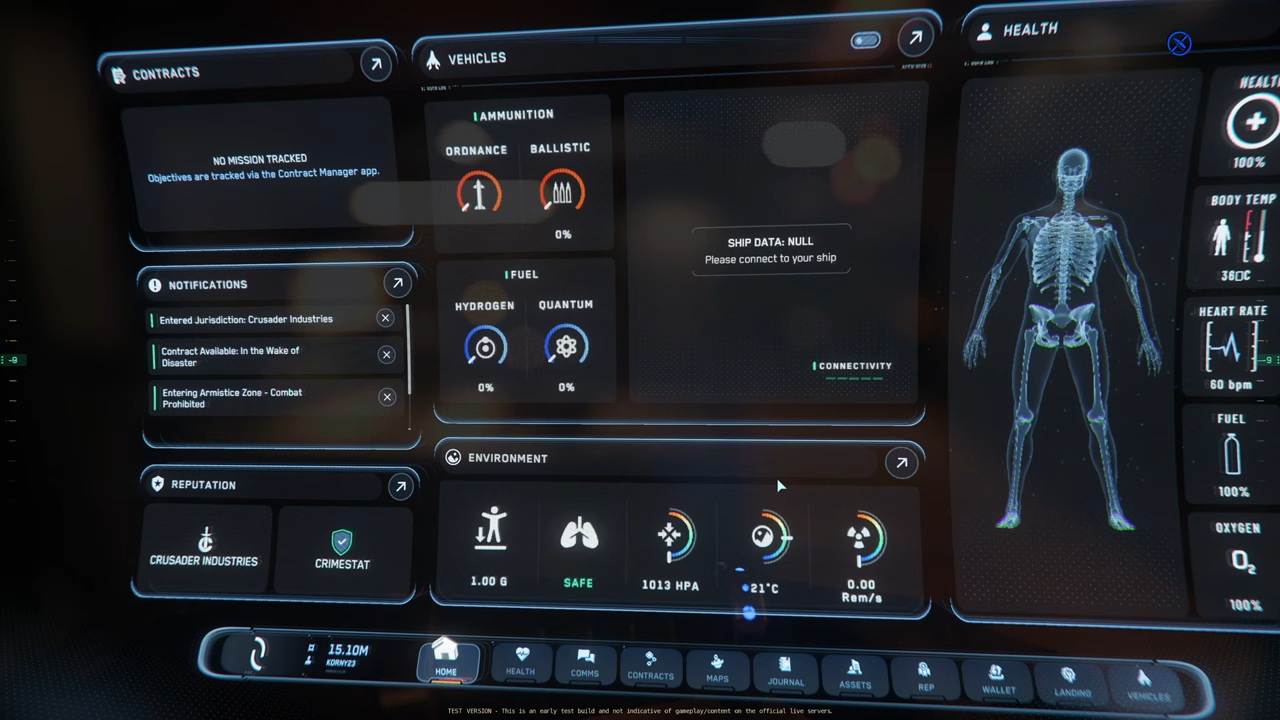 CONTRACTS
NO MISSION TRACKED
Objectives are tracked via the Contract Manager app.
NOTIFICATIONS
Entered Jurisdiction: Crusader Industries
Contract Available: In the Wake of
Disaster
Entering Armistice Zone - Combat
Prohibited
REPUTATION
CRUSADER INDUSTRIES
CRIMESTAT
VEHICLES
AMMUNITION
ORDNANCE
BALLISTIC
0%
FUEL
HYDROGEN
QUANTUM
0%
0%
SHIP DATA: NULL
Please connect to your ship
CONNECTIVITY
ENVIRONMENT
1.00 G
SAFE
1013 HPA
21°C
0.00
Rem/s
HEALTH
HEALT
100%
BODY TEMP
36□C
HEART RATE
60 bpm
FUEL
100%
OXYGEN
O2
100%
-9
-9
15.10M
KORNY23
HOME
HEALTH
COMMS
CONTRACTS
MAPS
JOURNAL
ASSETS
REP
WALLET
LANDING
VEHICLES
TEST VERSION - This is an early test build and not indicative of gameplay/content on the official live servers.